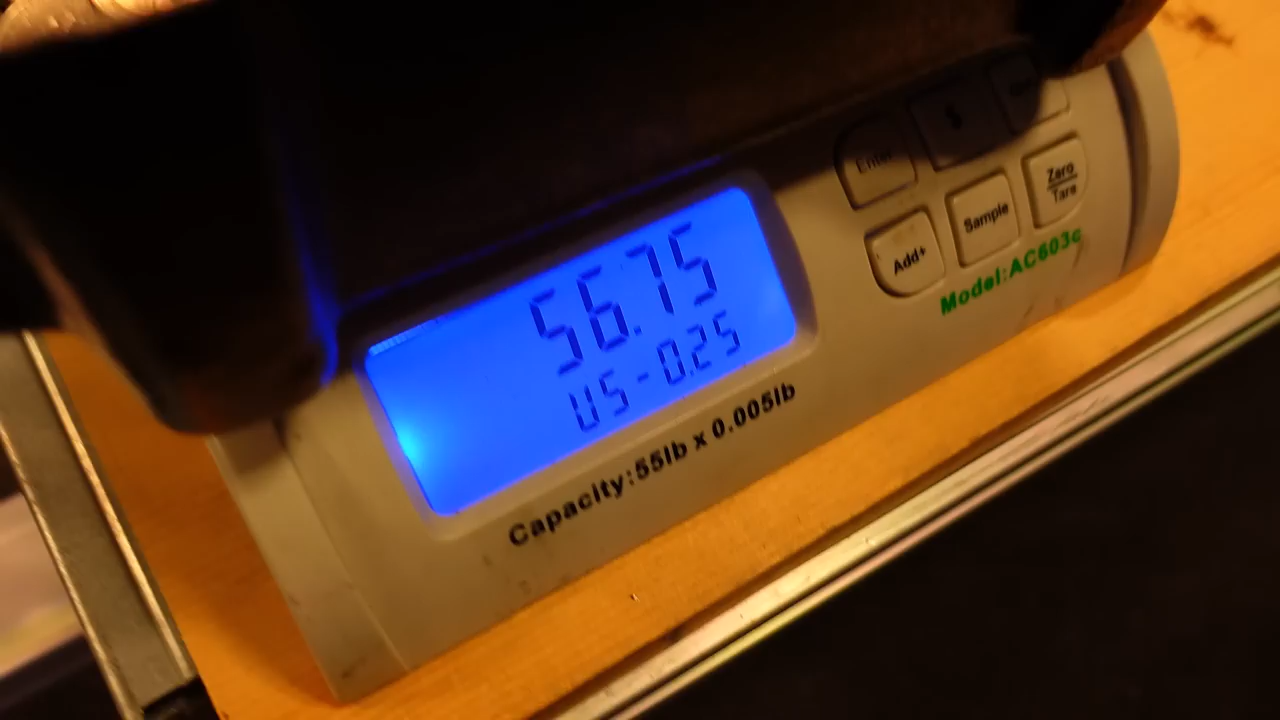 56.75
US-0.25
Capacity:55lb x 0.005lb
Enter
$
Add+
Sample
Zero
Tare
Model:AC603c